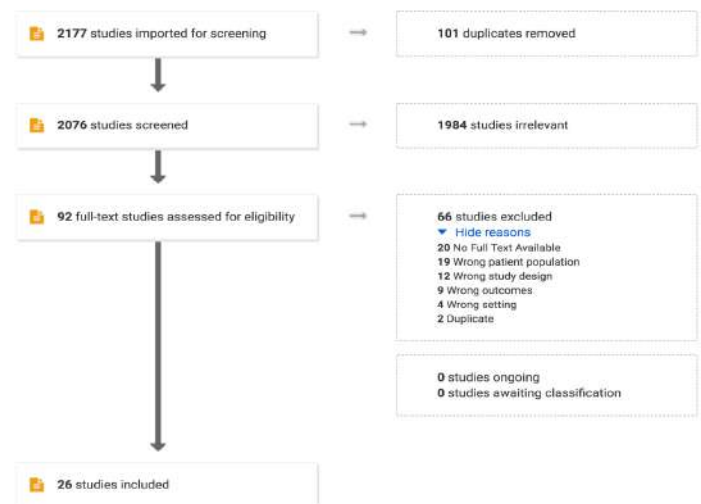 2177 studies imported for screening
101 duplicates removed
2076 studies screened
1984 studies irrelevant
92 full-text studies assessed for eligibility
66 studies excluded
Hide reasons
20 No Full Text Available
19 Wrong patient population
12 Wrong study design
9 Wrong outcomes
4 Wrong setting
2 Duplicate
0 studies ongoing
0 studies awaiting classification
26 studies included